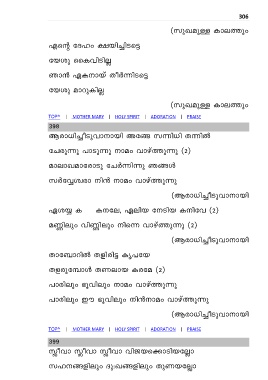 306
(സുഖമുള്ള കാലത്തും
എന്റെ ദേഹം ക്ഷയിച്ചിടട്ടെ
യേശു കൈവിടില്ല
ഞാൻ ഏകനായ് തീർന്നിടട്ടെ
യേശു മാറുകില്ല
(സുഖമുള്ള കാലത്തും
TOP^ | MOTHER MARY | HOLY SPIRIT | ADORATION | PRAISE
398
ആരാധിച്ചീടുവാനായി അങ്ങേ സന്നിധി തന്നിൽ
ചേരുന്നു പാടുന്നു നാമം വാഴ്ത്തുന്നു (2)
മാലാഖമാരോടു ചേർന്നിന്നു ഞങ്ങൾ
സർവ്വേശ്വരാ നിൻ നാമം വാഴ്ത്തുന്നു
(ആരാധിച്ചീടുവാനായി
ഏശയ്യ ക കനലേ, ഏലിയ നേടിയ കനിവേ (2)
മണ്ണിലും വിണ്ണിലും നിന്നെ വാഴ്ത്തുന്നു (2)
(ആരാധിച്ചീടുവാനായി
താബോറിൽ തളിരിട്ട കൃപയേ
തളരുമ്പോൾ തണലായ കരമേ (2)
പാരിലും ഭൂവിലും നാമം വാഴ്ത്തുന്നു
പാരിലും ഈ ഭൂവിലും നിൻനാമം വാഴ്ത്തുന്നു
(ആരാധിച്ചീടുവാനായി
TOP^ | MOTHER MARY | HOLY SPIRIT | ADORATION | PRAISE
399
സ്ലീവാ സ്ലീവാ സ്ലീവാ വിജയക്കൊടിയല്ലോ
സഹനങ്ങളിലും ദുഃഖങ്ങളിലും തുണയല്ലോ